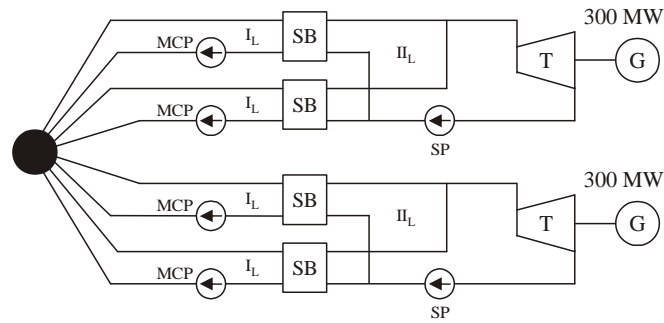 300 MW
SB
I_L
MCP
II_L
T
G
SB
I_L
MCP
SP
300 MW
SB
I_L
MCP
II_L
T
G
SB
I_L
MCP
SP